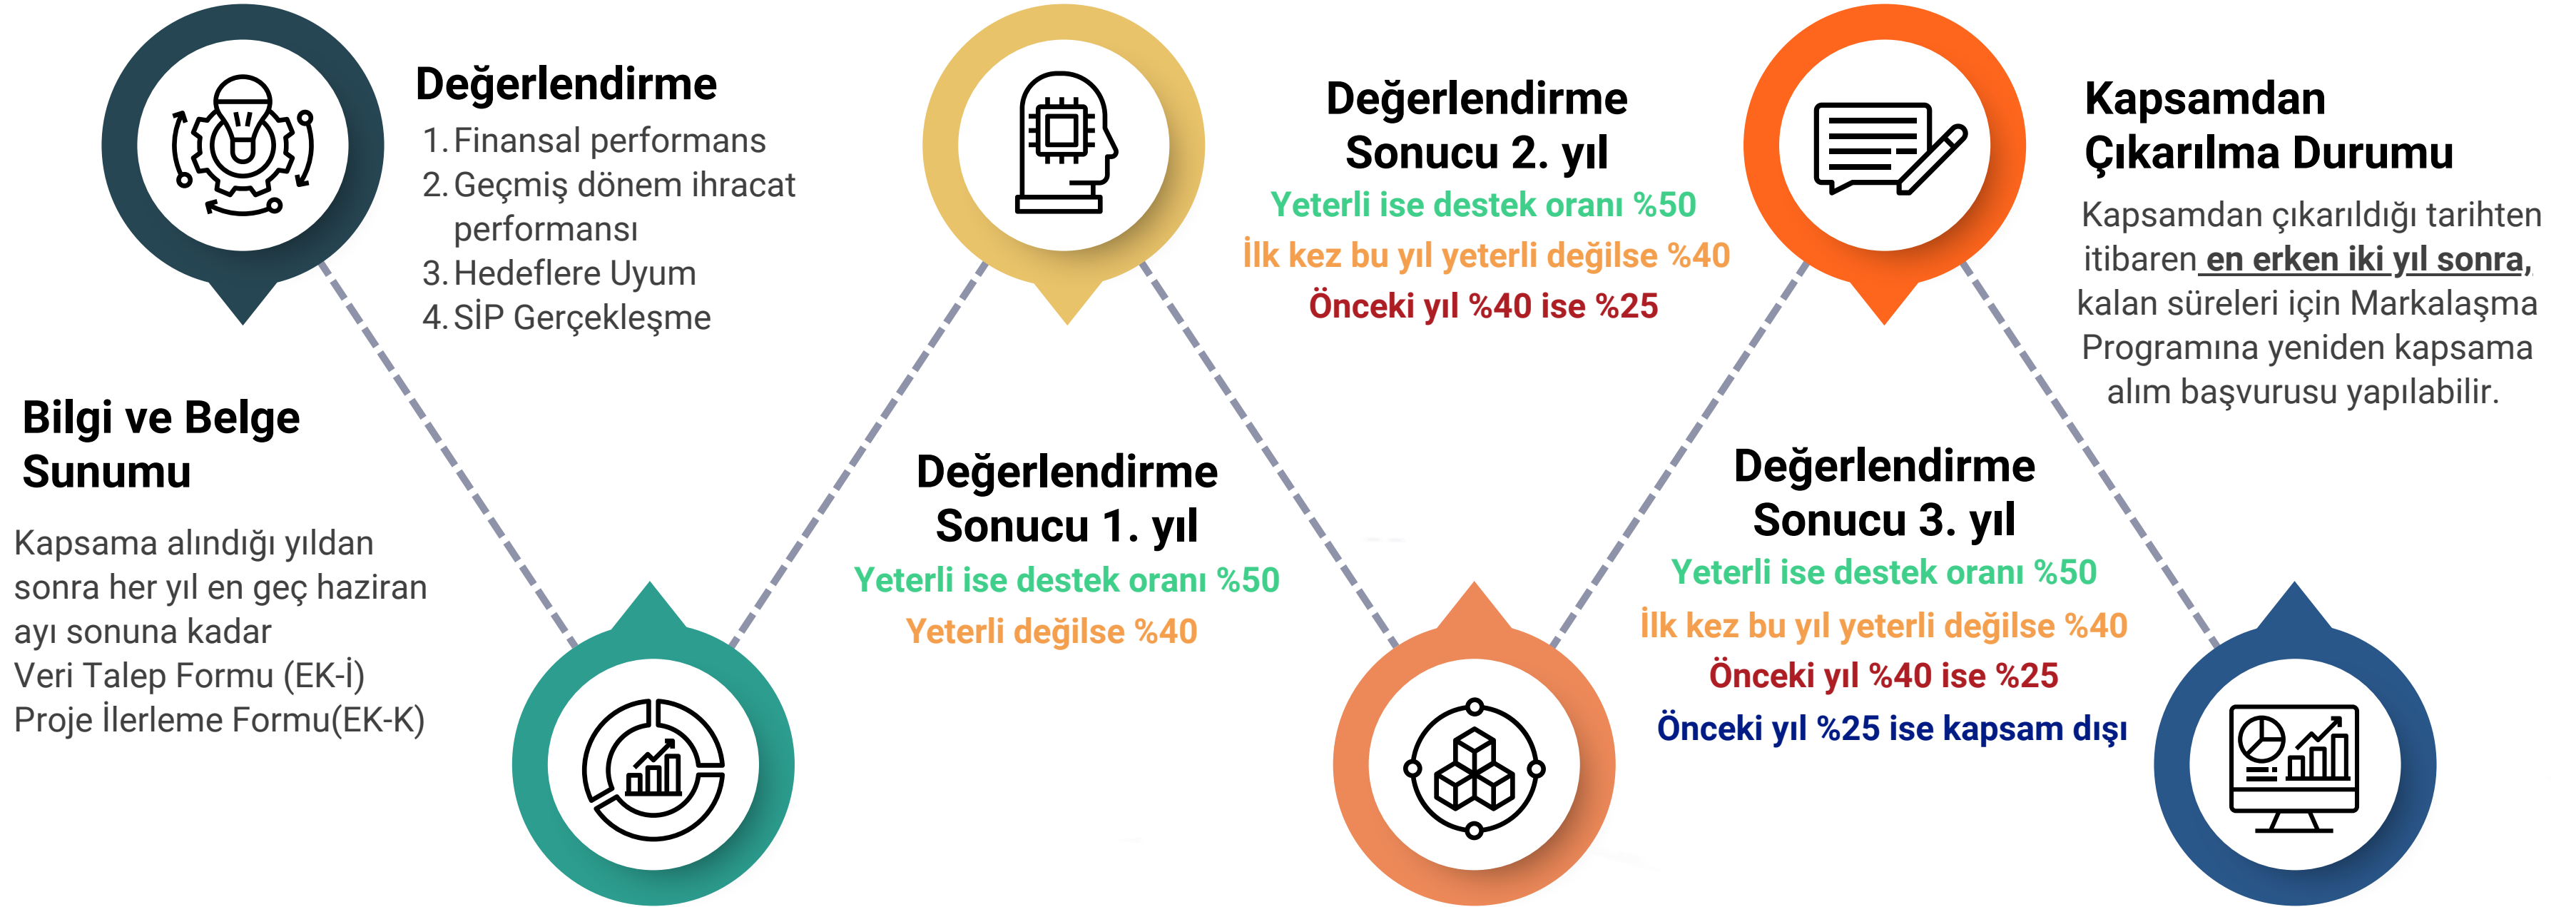 Bilgi ve Belge
Sunumu
Kapsama alındığı yıldan
sonra her yıl en geç haziran
ayı sonuna kadar
Veri Talep Formu (EK-İ)
Proje İlerleme Formu(EK-K)
Değerlendirme
1. Finansal performans
2. Geçmiş dönem ihracat
performansı
3. Hedeflere Uyum
4. SİP Gerçekleşme
Değerlendirme
Sonucu 1. yıl
Yeterli ise destek oranı %50
Yeterli değilse %40
Değerlendirme
Sonucu 2. yıl
Yeterli ise destek oranı %50
İlk kez bu yıl yeterli değilse %40
Önceki yıl %40 ise %25
Değerlendirme
Sonucu 3. yıl
Yeterli ise destek oranı %50
İlk kez bu yıl yeterli değilse %40
Önceki yıl %40 ise %25
Önceki yıl %25 ise kapsam dışı
Kapsamdan
Çıkarılma Durumu
Kapsamdan çıkarıldığı tarihten
itibaren en erken iki yıl sonra,
kalan süreleri için Markalaşma
Programına yeniden kapsama
alım başvurusu yapılabilir.